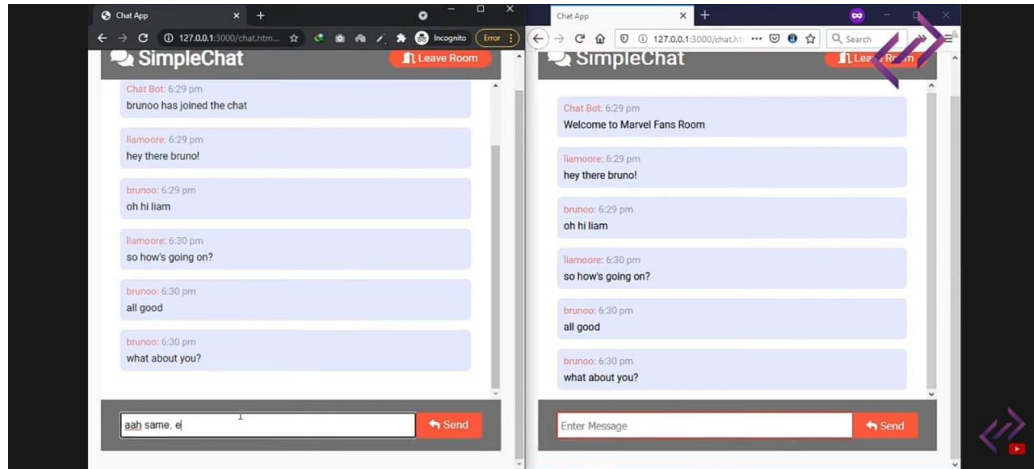 Chat App
127.0.0.1:3000/chat.htm...
Incognito
Error
SimpleChat
Leave Room
Chat Bot: 6:29 pm
brunoo has joined the chat
liamoore: 6:29 pm
hey there bruno!
brunoo: 6:29 pm
oh hi liam
liamoore: 6:30 pm
so how's going on?
brunoo: 6:30 pm
all good
brunoo: 6:30 pm
what about you?
aah same, e
Send
Chat App
127.0.0.1:3000/chat.ht
Search
SimpleChat
Leave Room
Chat Bot: 6:29 pm
Welcome to Marvel Fans Room
liamoore: 6:29 pm
hey there bruno!
brunoo: 6:29 pm
oh hi liam
liamoore: 6:30 pm
so how's going on?
brunoo: 6:30 pm
all good
brunoo: 6:30 pm
what about you?
Enter Message
Send